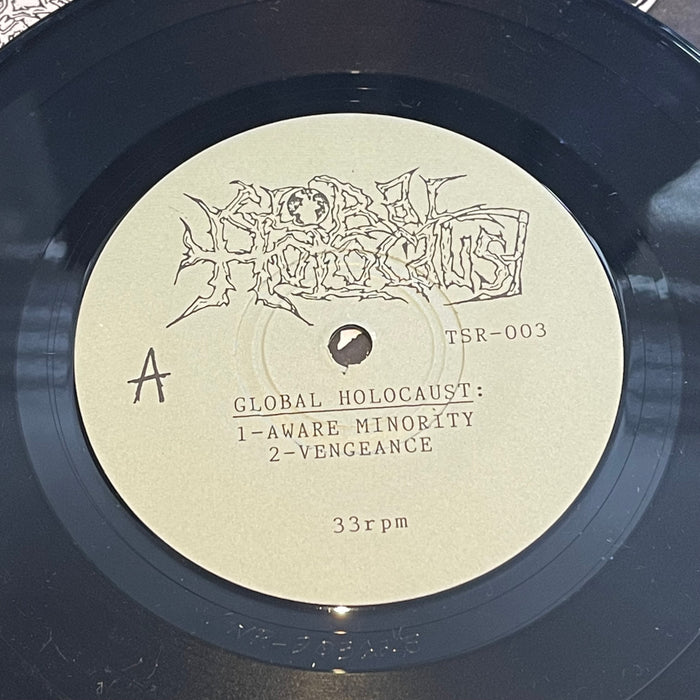 GLOBAL
HOLOCAUST
TSR-003
A
GLOBAL HOLOCAUST:
1-AWARE MINORITY
2-VENGEANCE
33rpm